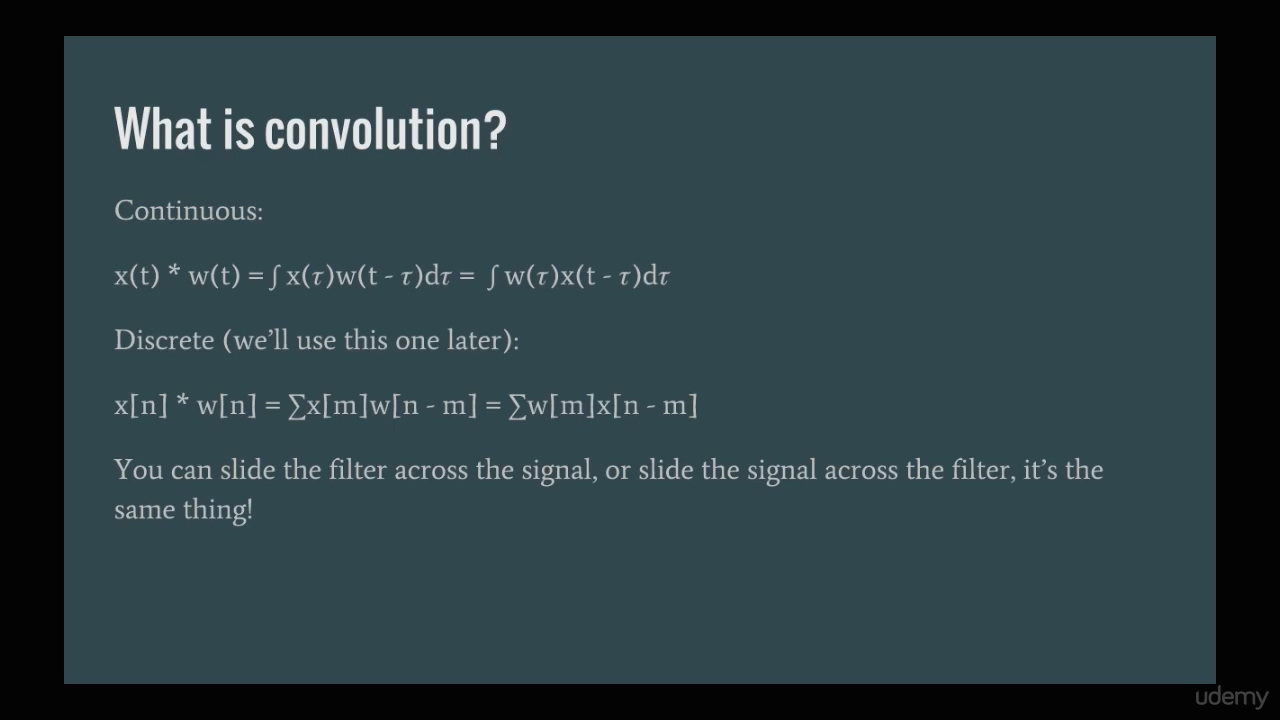 What is convolution?
Continuous:
x(t) * w(t) = ∫ x(τ)w(t - τ)dτ = ∫ w(τ)x(t - τ)dτ
Discrete (we’ll use this one later):
x[n] * w[n] = ∑x[m]w[n - m] = ∑w[m]x[n - m]
You can slide the filter across the signal, or slide the signal across the filter, it’s the
same thing!
udemy